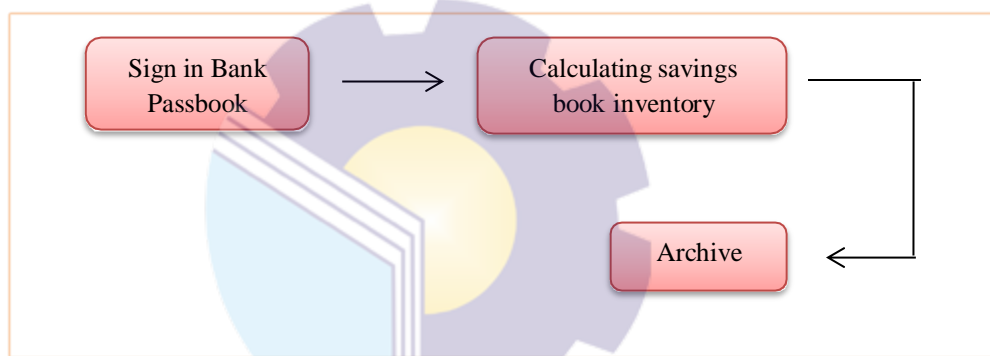 Sign in Bank
Passbook
Calculating savings
book inventory
Archive